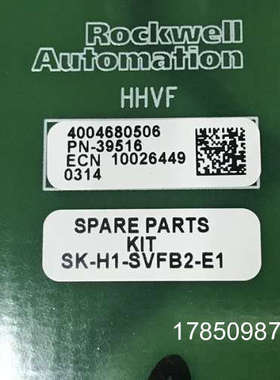 Rockwell
Automation
HHVF
4004680506
PN-39516
ECN 10026449
0314
SPARE PARTS
KIT
SK-H1-SVFB2-E1
17850987